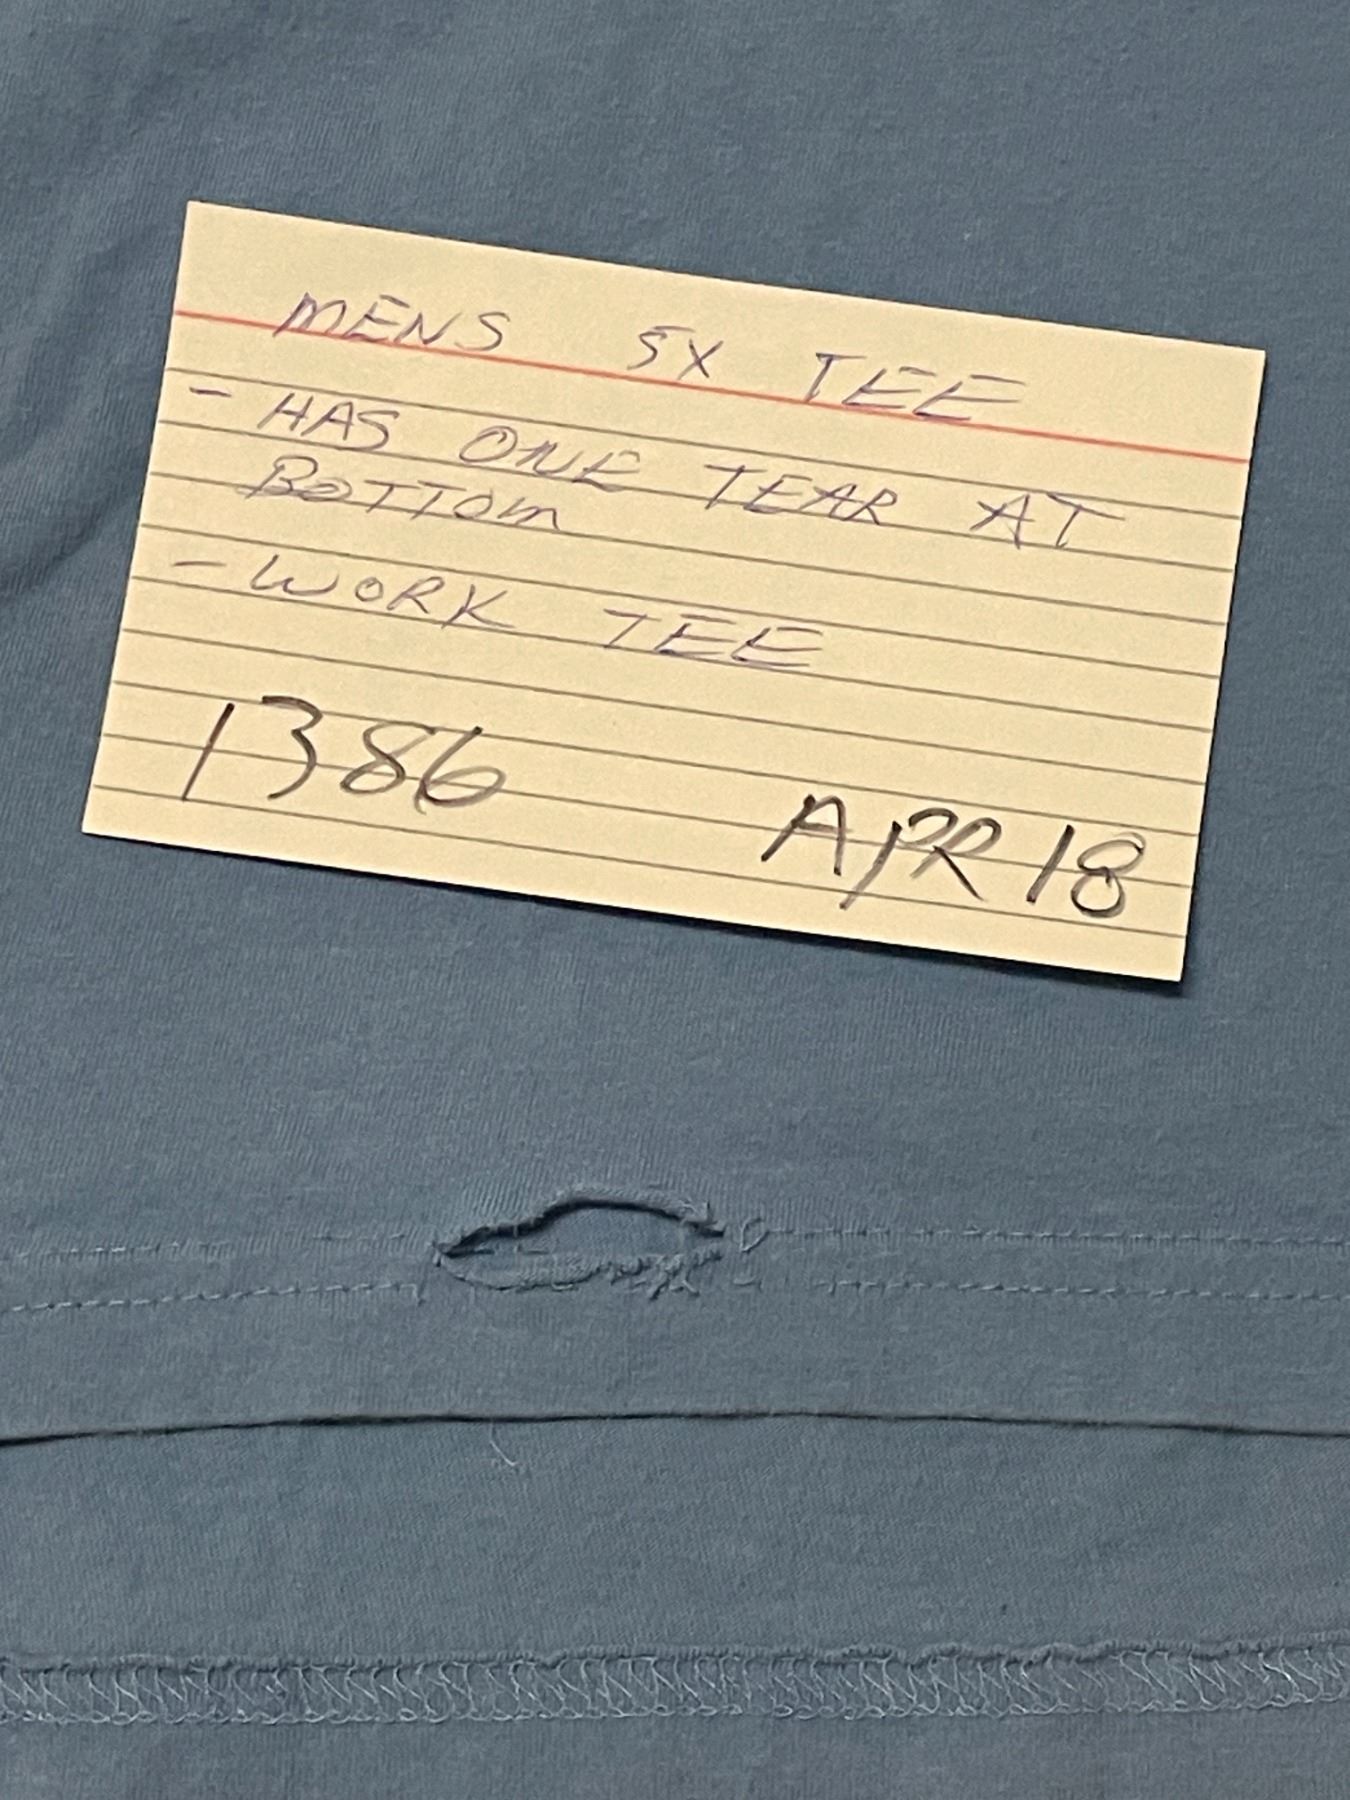 MENS 5X TEE
- HAS ONE TEAR AT
BOTTOM
- WORK TEE
1386 APR 18